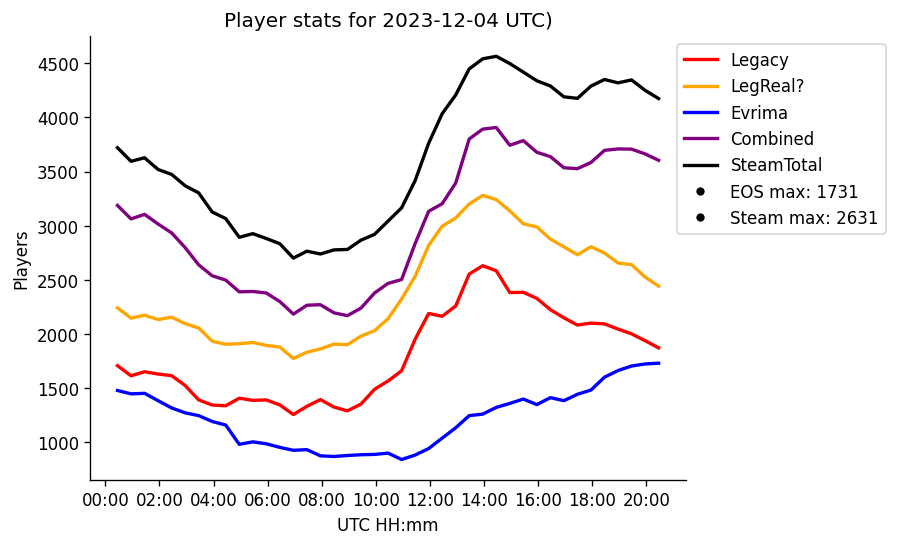 Player stats for 2023-12-04 UTC)
4500
4000
3500
3000
2500
2000
1500
1000
Players
00:00 02:00 04:00 06:00 08:00 10:00 12:00 14:00 16:00 18:00 20:00
UTC HH:mm
Legacy
LegReal?
Evrima
Combined
SteamTotal
EOS max: 1731
Steam max: 2631